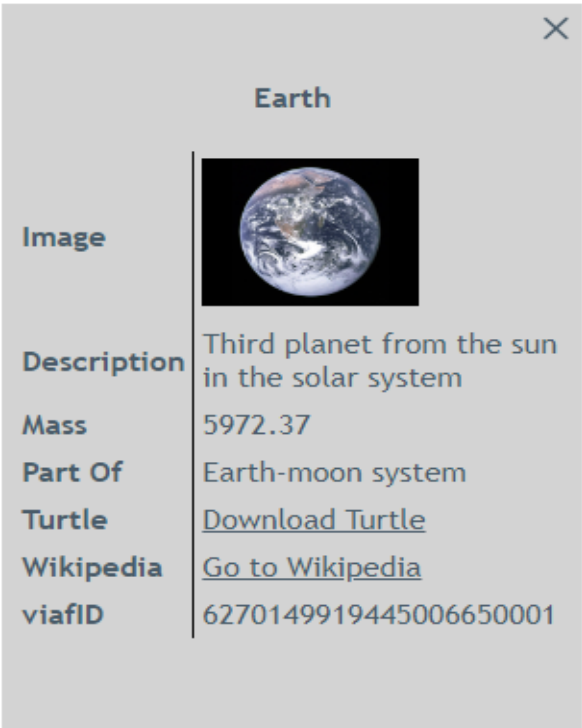 Earth
Image
Description Third planet from the sun
in the solar system
Mass 5972.37
Part Of Earth-moon system
Turtle Download Turtle
Wikipedia Go to Wikipedia
viafID 6270149919445006650001